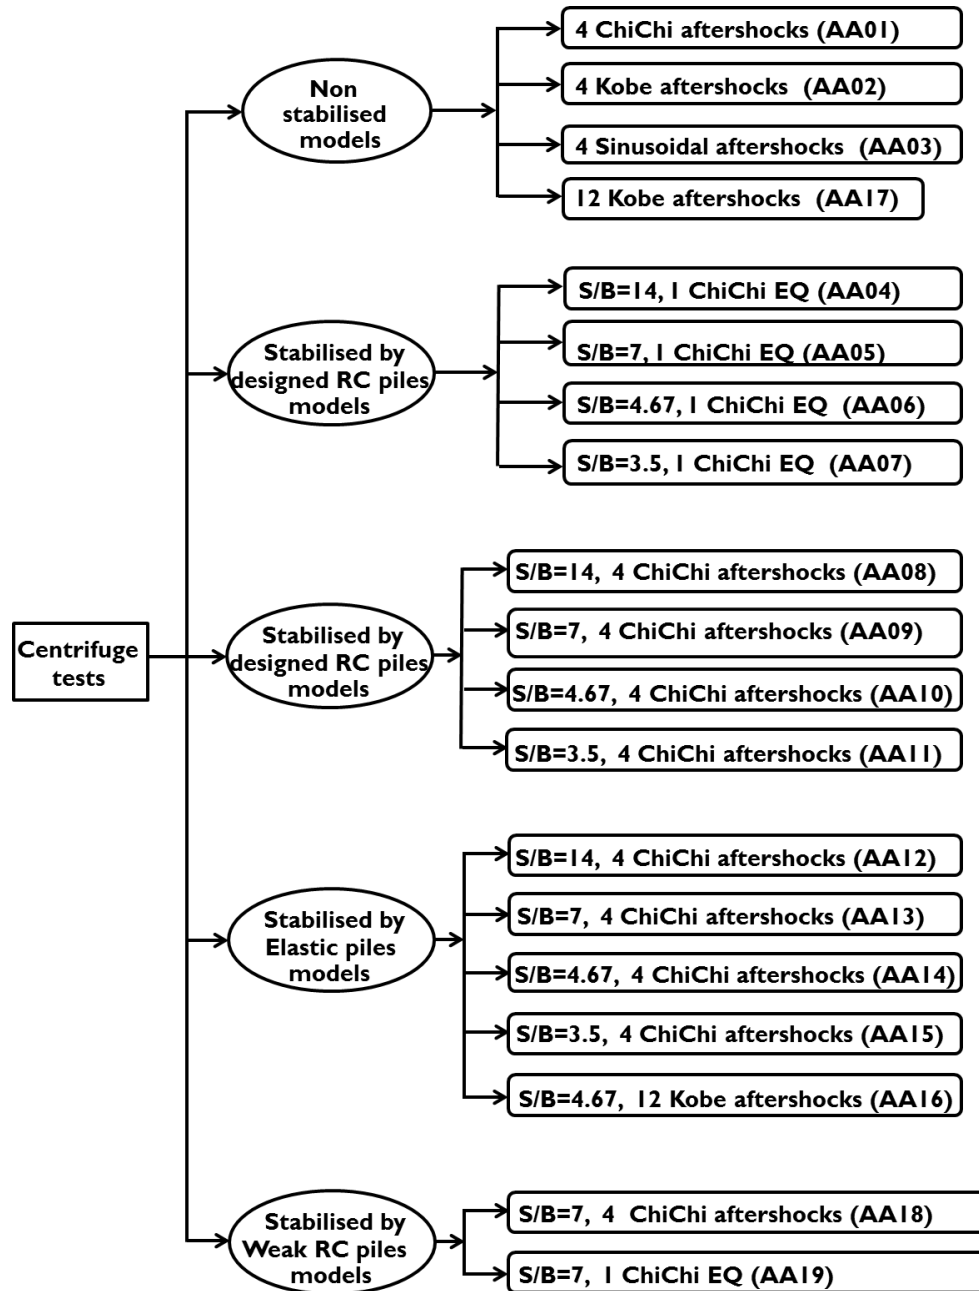 Centrifuge
tests
Non
stabilised
models
4 ChiChi aftershocks (AA01)
4 Kobe aftershocks (AA02)
4 Sinusoidal aftershocks (AA03)
12 Kobe aftershocks (AA17)
Stabilised by
designed RC piles
models
S/B=14, 1 ChiChi EQ (AA04)
S/B=7, 1 ChiChi EQ (AA05)
S/B=4.67, 1 ChiChi EQ (AA06)
S/B=3.5, 1 ChiChi EQ (AA07)
Stabilised by
designed RC piles
models
S/B=14, 4 ChiChi aftershocks (AA08)
S/B=7, 4 ChiChi aftershocks (AA09)
S/B=4.67, 4 ChiChi aftershocks (AA10)
S/B=3.5, 4 ChiChi aftershocks (AA11)
Stabilised by
Elastic piles
models
S/B=14, 4 ChiChi aftershocks (AA12)
S/B=7, 4 ChiChi aftershocks (AA13)
S/B=4.67, 4 ChiChi aftershocks (AA14)
S/B=3.5, 4 ChiChi aftershocks (AA15)
S/B=4.67, 12 Kobe aftershocks (AA16)
Stabilised by
Weak RC piles
models
S/B=7, 4 ChiChi aftershocks (AA18)
S/B=7, 1 ChiChi EQ (AA19)